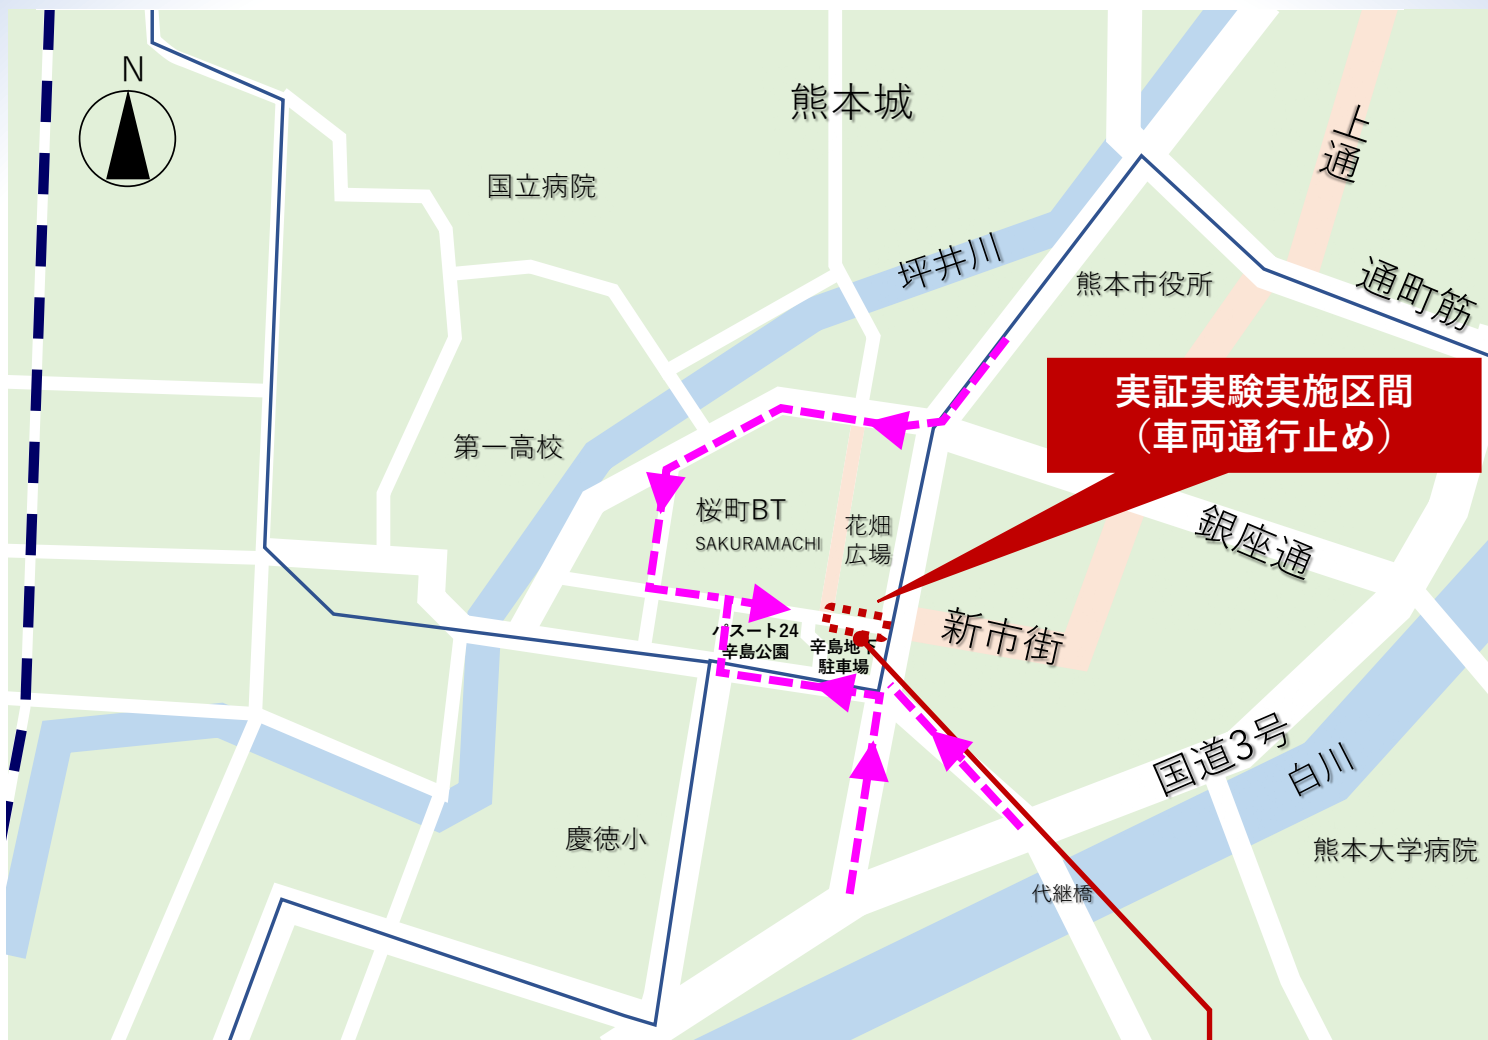 N
熊本城
上通
国立病院
坪井川
熊本市役所
通町筋
実証実験実施区間
（車両通行止め）
第一高校
桜町BT
SAKURAMACHI
花畑
広場
銀座通
新市街
パスート24
辛島公園
辛島地下
駐車場
国道3号
白川
慶徳小
熊本大学病院
代継橋